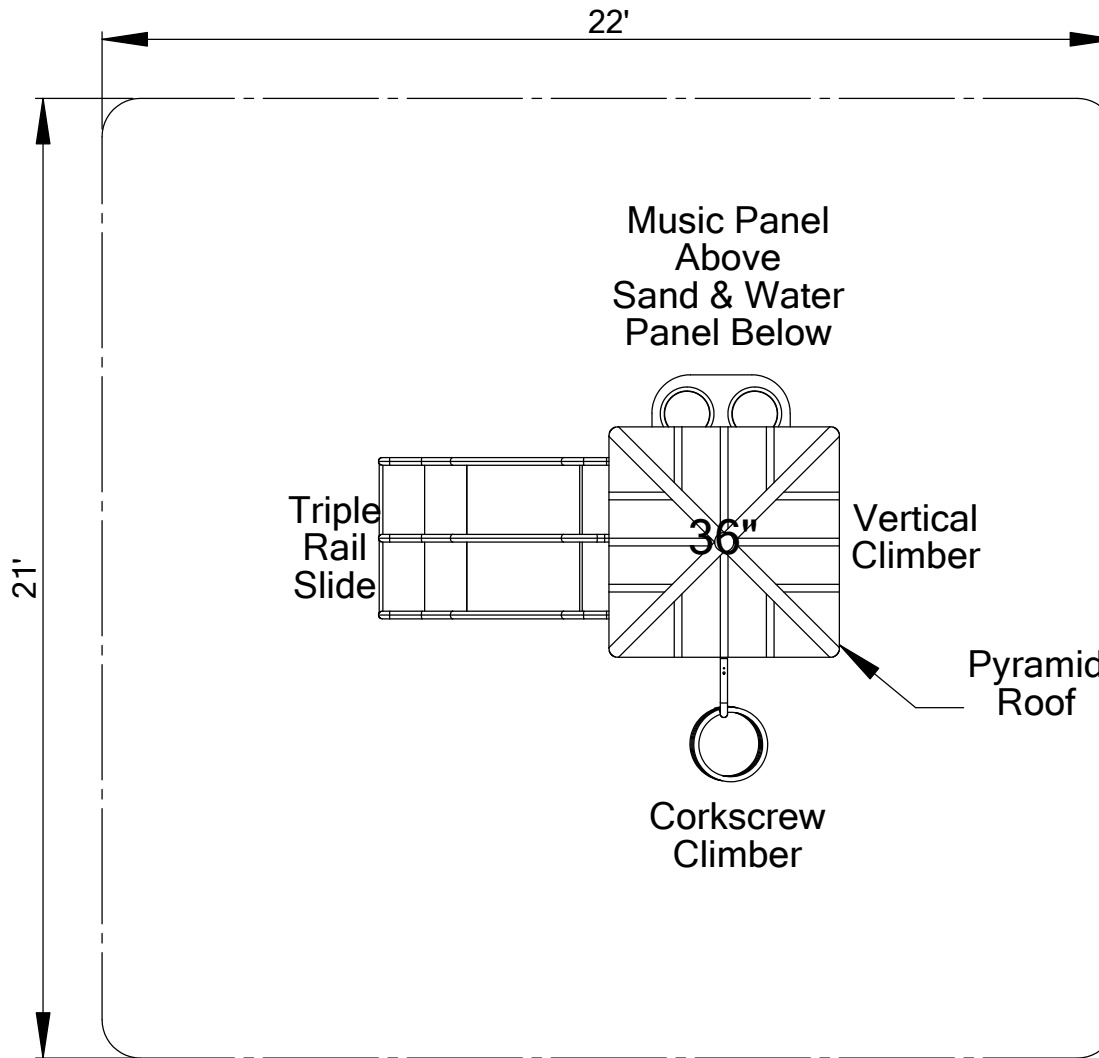 22'
Music Panel
Above
Sand & Water
Panel Below
21'
Triple
Rail
Slide
36"
Vertical
Climber
Pyramid
Roof
Corkscrew
Climber